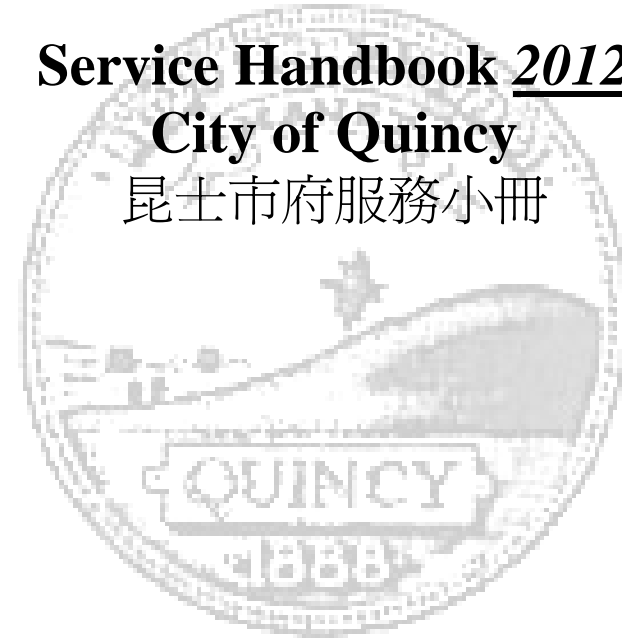 Service Handbook 2012
City of Quincy
昆士市府服務小冊
QUINCY
1888